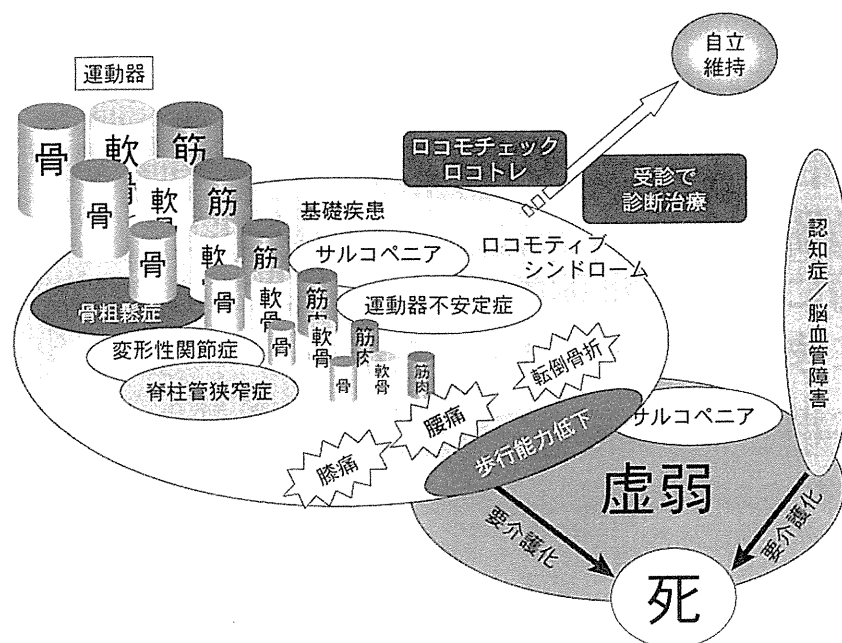 運動器
自立
維持
骨
軟骨
筋
骨
軟骨
筋
骨
軟骨
筋
骨
軟骨
筋肉
骨
軟骨
筋肉
骨
軟骨
筋肉
ロコモチェック
ロコトレ
受診で
診断治療
基礎疾患
サルコペニア
ロコモティブ
シンドローム
運動器不安定症
骨粗鬆症
変形性関節症
脊柱管狭窄症
認知症/脳血管障害
転倒骨折
腰痛
膝痛
歩行能力低下
サルコペニア
虚弱
要介護化
要介護化
死